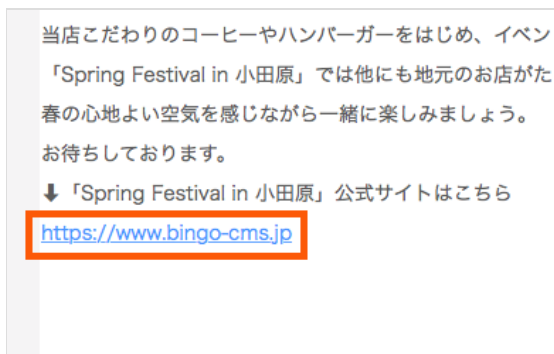 当店こだわりのコーヒーやハンバーガーをはじめ、イベン
「Spring Festival in 小田原」では他にも地元のお店がた
春の心地よい空気を感じながら一緒に楽しみましょう。
お待ちしております。
⬇「Spring Festival in 小田原」公式サイトはこちら
https://www.bingo-cms.jp